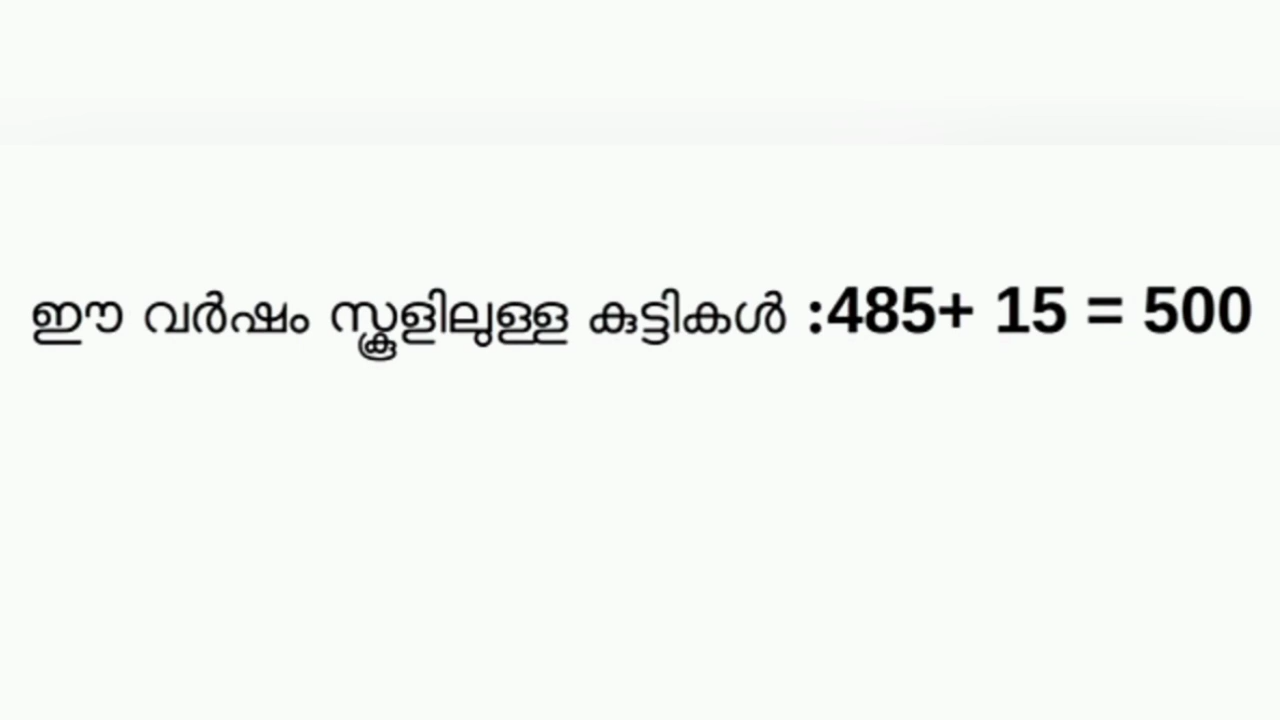 ഈ വർഷം സ്കൂളിലുള്ള കുട്ടികൾ :485+ 15 = 500